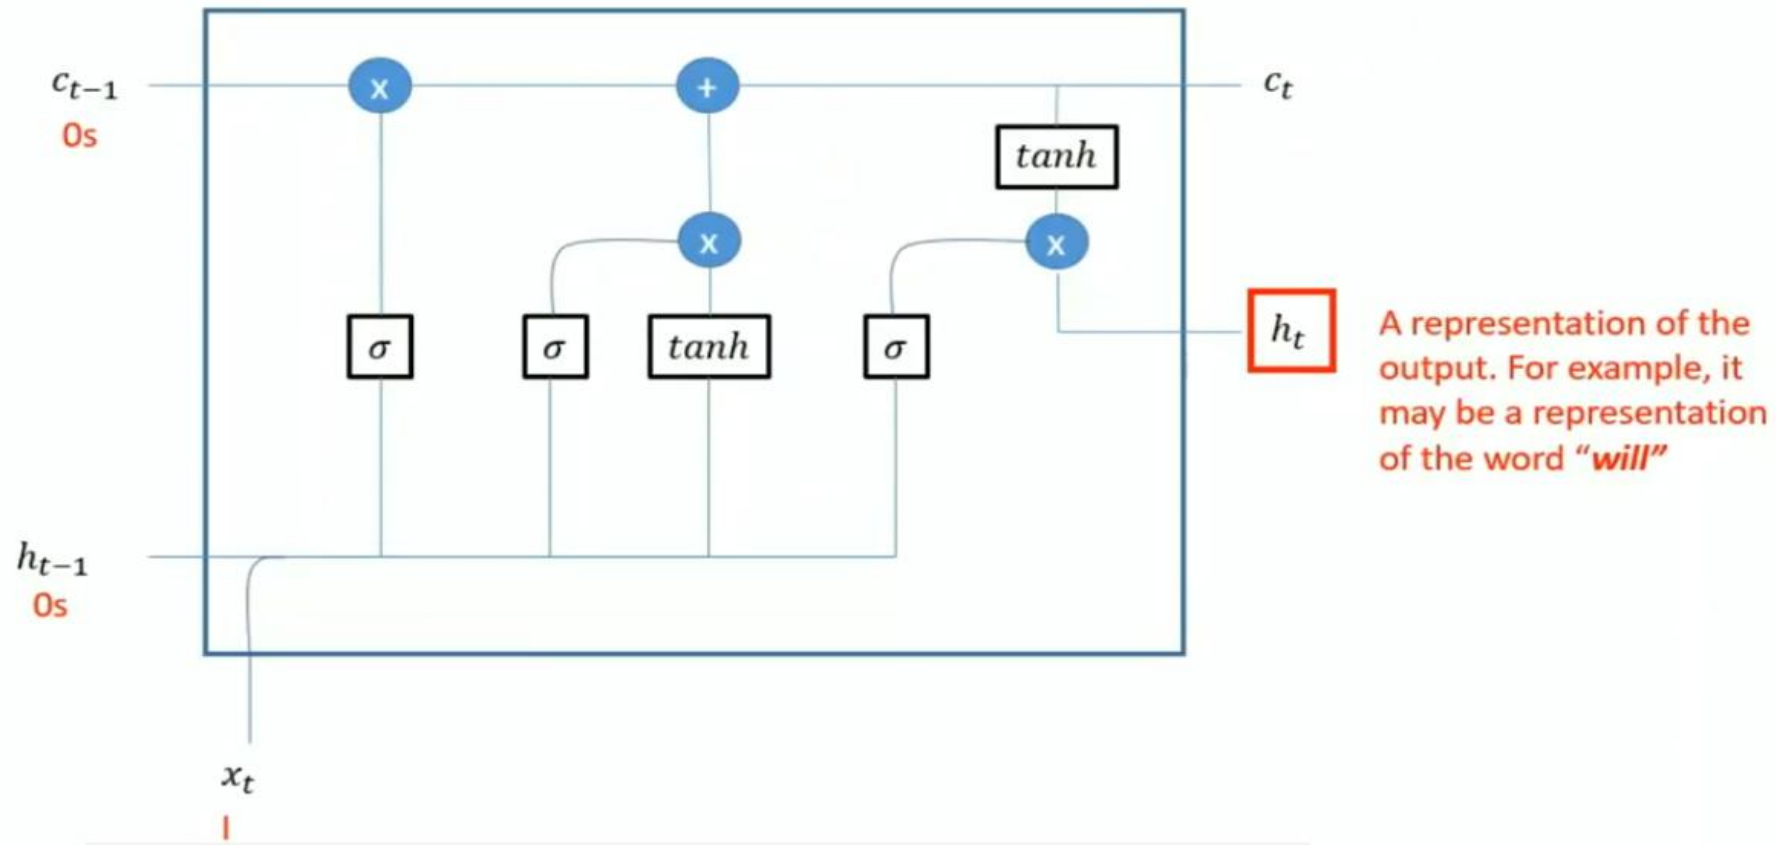 c_{t-1}
0s
x
+
c_t
tanh
x
x
σ
σ
tanh
σ
h_t
A representation of the
output. For example, it
may be a representation
of the word “will”
h_{t-1}
0s
x_t
I